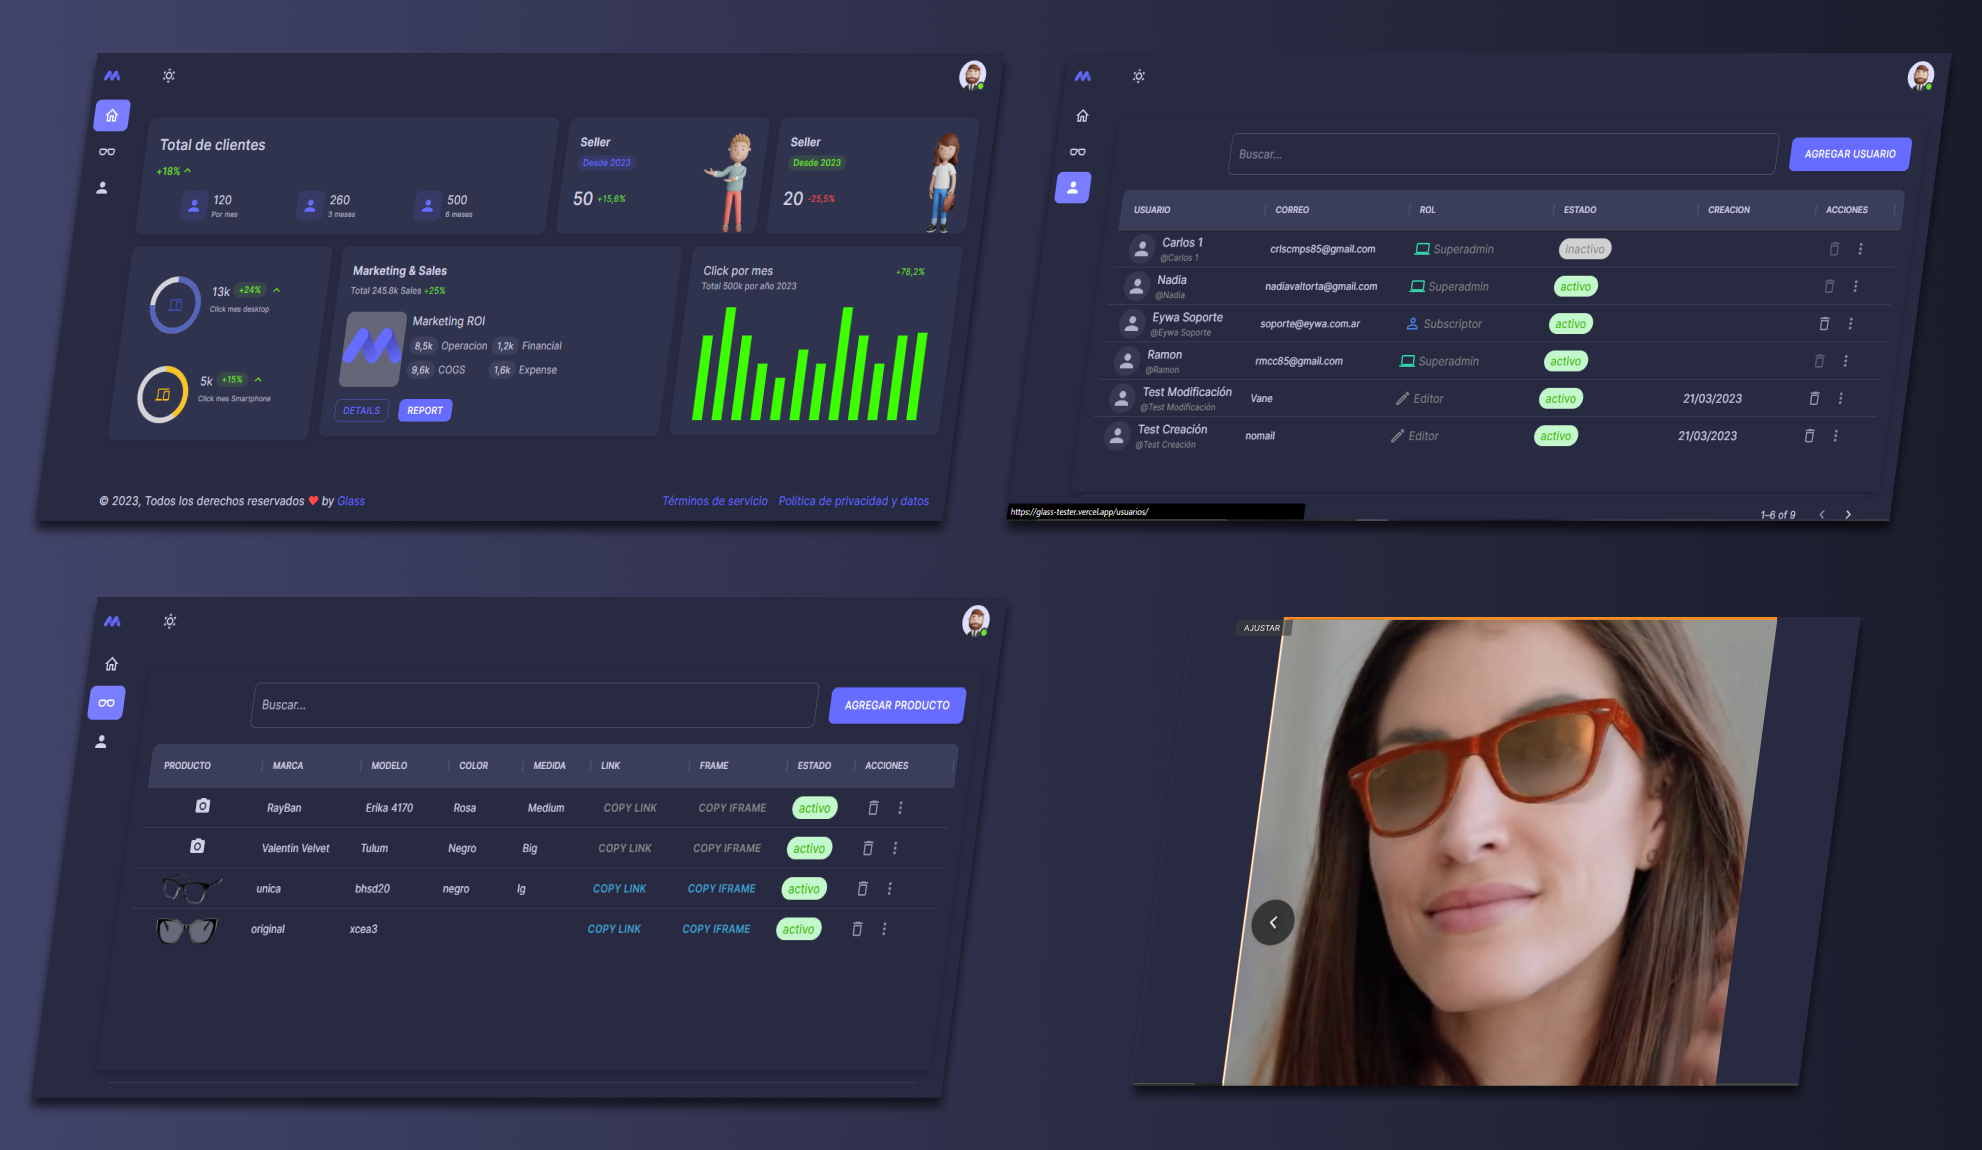 Total de clientes
+18%
120
Por mes
260
3 meses
500
6 meses
Seller
Desde 2023
50 +15,6%
Seller
Desde 2023
20 -25,5%
13k +24%
Click mes desktop
5k +15%
Click mes Smartphone
Marketing & Sales
Total 245.8k Sales +25%
Marketing ROI
8,5k Operacion 1,2k Financial
9,6k COGS 1,6k Expense
DETAILS REPORT
Click por mes +78,2%
Total 500k por año 2023
© 2023, Todos los derechos reservados ❤ by Glass
Términos de servicio Política de privacidad y datos
Buscar... AGREGAR USUARIO
USUARIO CORREO ROL ESTADO CREACION ACCIONES
Carlos 1 crlscmps85@gmail.com Superadmin inactivo
@Carlos 1
Nadia nadiavaltorta@gmail.com Superadmin activo
@Nadia
Eywa Soporte soporte@eywa.com.ar Subscriptor activo
@Eywa Soporte
Ramon rmcc85@gmail.com Superadmin activo
@Ramon
Test Modificación Vane Editor activo 21/03/2023
@Test Modificación
Test Creación nomail Editor activo 21/03/2023
@Test Creación
https://glass-tester.vercel.app/usuarios/
1–6 of 9
Buscar... AGREGAR PRODUCTO
PRODUCTO MARCA MODELO COLOR MEDIDA LINK FRAME ESTADO ACCIONES
RayBan Erika 4170 Rosa Medium COPY LINK COPY IFRAME activo
Valentin Velvet Tulum Negro Big COPY LINK COPY IFRAME activo
unica bhsd20 negro lg COPY LINK COPY IFRAME activo
original xcea3 COPY LINK COPY IFRAME activo
AJUSTAR